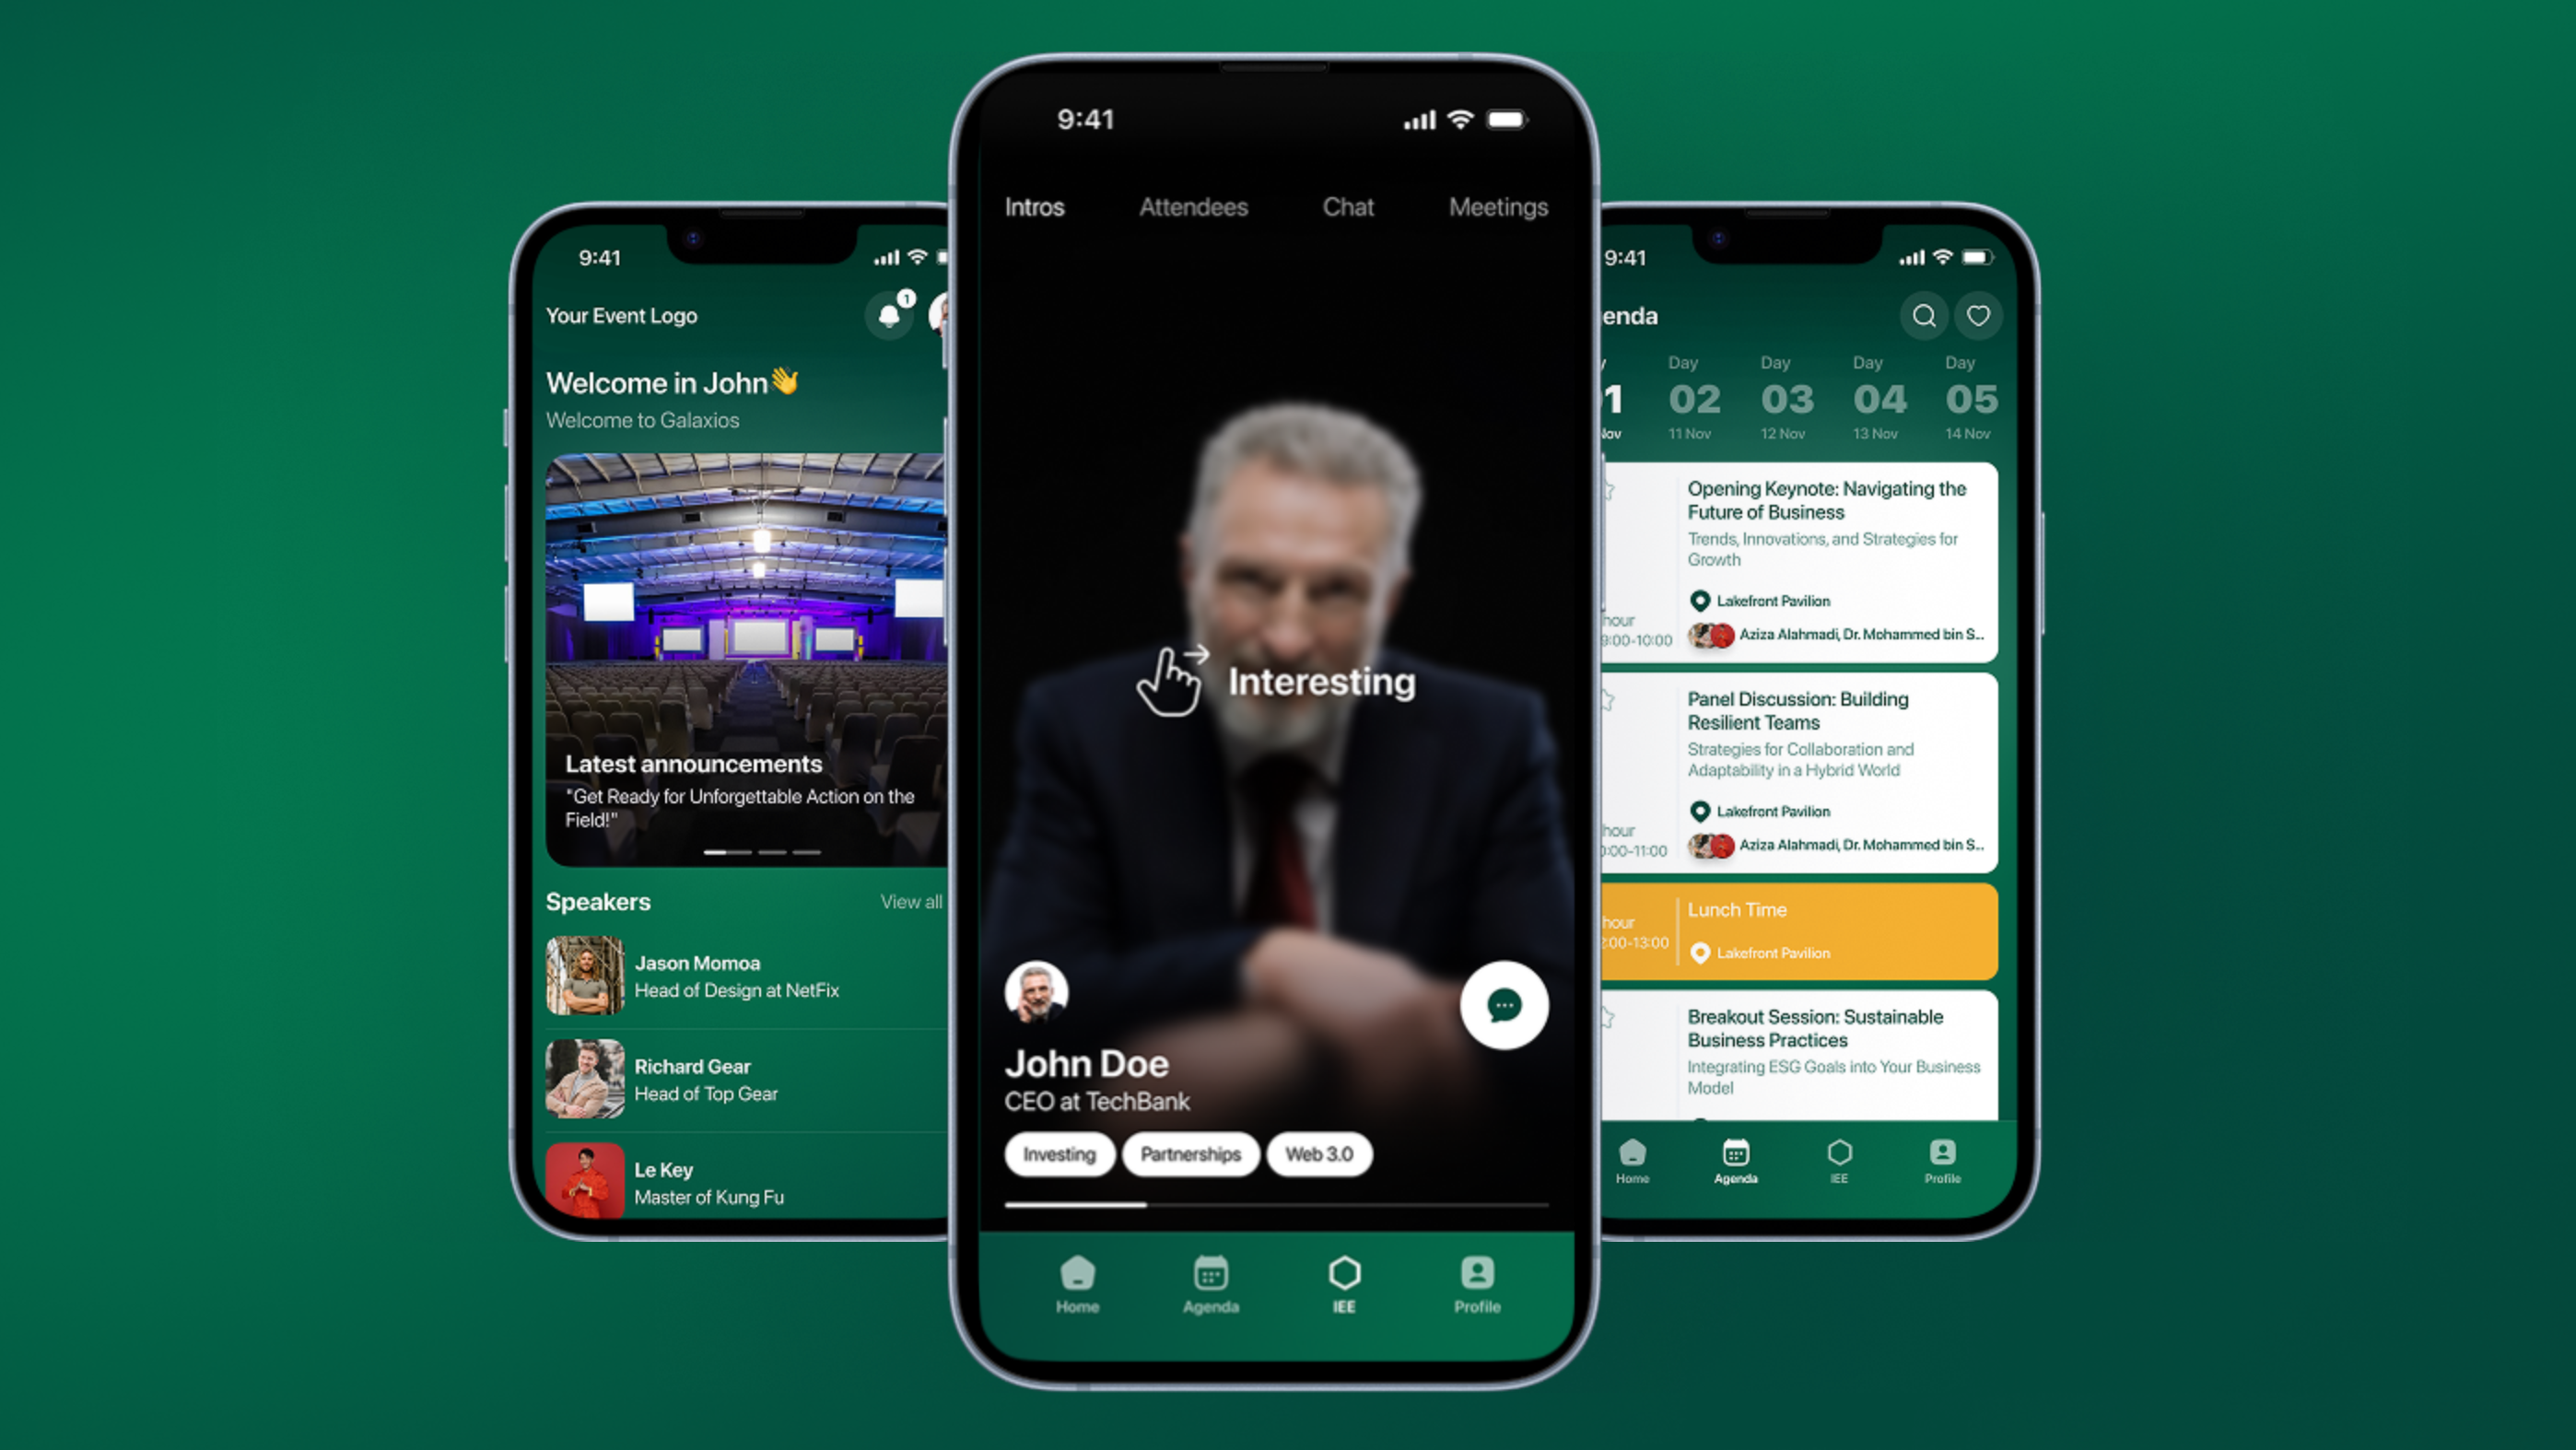 9:41
Your Event Logo
1
Welcome in John👋
Welcome to Galaxios
Latest announcements
"Get Ready for Unforgettable Action on the
Field!"
Speakers
View all
Jason Momoa
Head of Design at NetFix
Richard Gear
Head of Top Gear
Le Key
Master of Kung Fu
9:41
Intros Attendees Chat Meetings
Interesting
John Doe
CEO at TechBank
Investing Partnerships Web 3.0
Home Agenda IEE Profile
9:41
enda
Day Day Day Day
1 02 03 04 05
11 Nov 12 Nov 13 Nov 14 Nov
Opening Keynote: Navigating the
Future of Business
Trends, Innovations, and Strategies for
Growth
Lakefront Pavilion
hour
9:00-10:00
Aziza Alahmadi, Dr. Mohammed bin S..
Panel Discussion: Building
Resilient Teams
Strategies for Collaboration and
Adaptability in a Hybrid World
Lakefront Pavilion
hour
0:00-11:00
Aziza Alahmadi, Dr. Mohammed bin S..
Lunch Time
hour
2:00-13:00
Lakefront Pavilion
Breakout Session: Sustainable
Business Practices
Integrating ESG Goals into Your Business
Model
Home Agenda IEE Profile